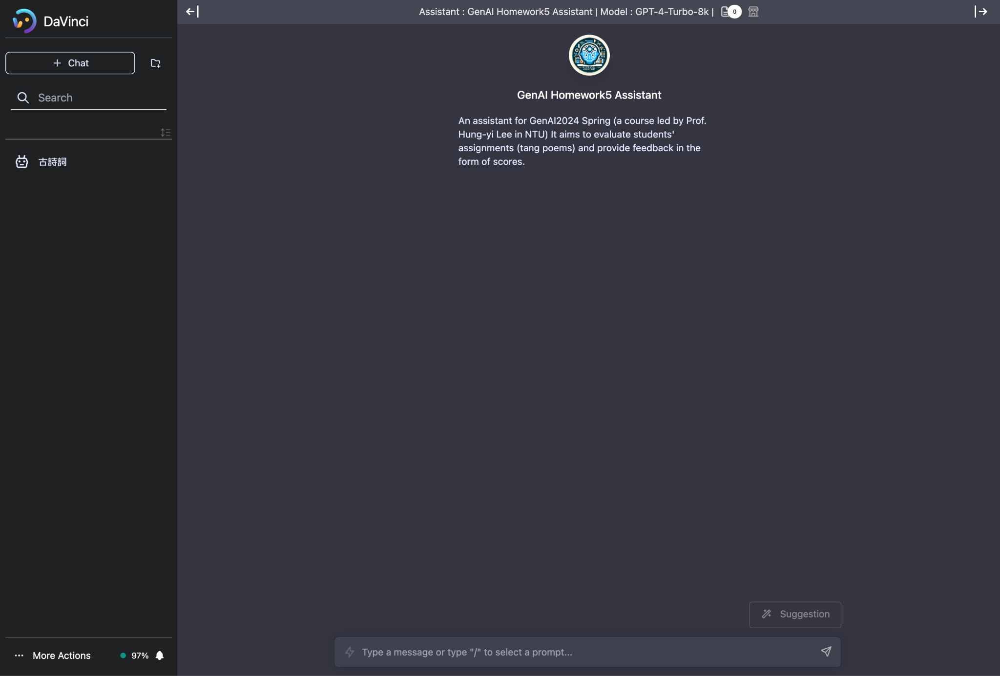 DaVinci
+ Chat
Search
古詩詞
... More Actions
97%
Assistant : GenAI Homework5 Assistant | Model : GPT-4-Turbo-8k | 0
GenAI Homework5 Assistant
An assistant for GenAI2024 Spring (a course led by Prof.
Hung-yi Lee in NTU) It aims to evaluate students'
assignments (tang poems) and provide feedback in the
form of scores.
Suggestion
Type a message or type "/" to select a prompt...